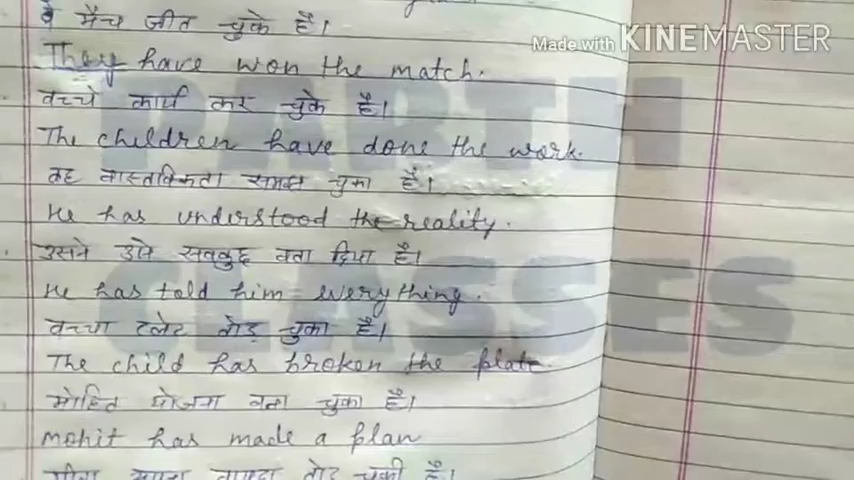 वे मैच जीत चुके हैं।
Made with KINEMASTER
They have won the match.
बच्चे कार्य कर चुके हैं।
The children have done the work.
वह वास्तविकता समझ चुका है।
He has understood the reality.
उसने उसे सबकुछ बता दिया है।
He has told him everything.
बच्चा प्लेट तोड़ चुका है।
The child has broken the plate.
मोहित योजना बना चुका है।
Mohit has made a plan
चुकी है।
PARTH
CLASSES